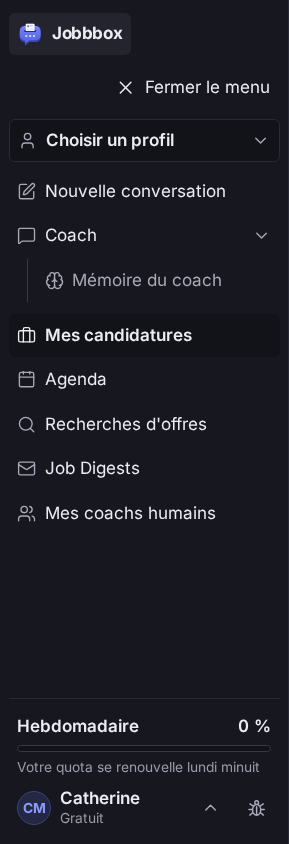 Jobbbox
Fermer le menu
Choisir un profil
Nouvelle conversation
Coach
Mémoire du coach
Mes candidatures
Agenda
Recherches d'offres
Job Digests
Mes coachs humains
Hebdomadaire 0 %
Votre quota se renouvelle lundi minuit
CM Catherine
Gratuit